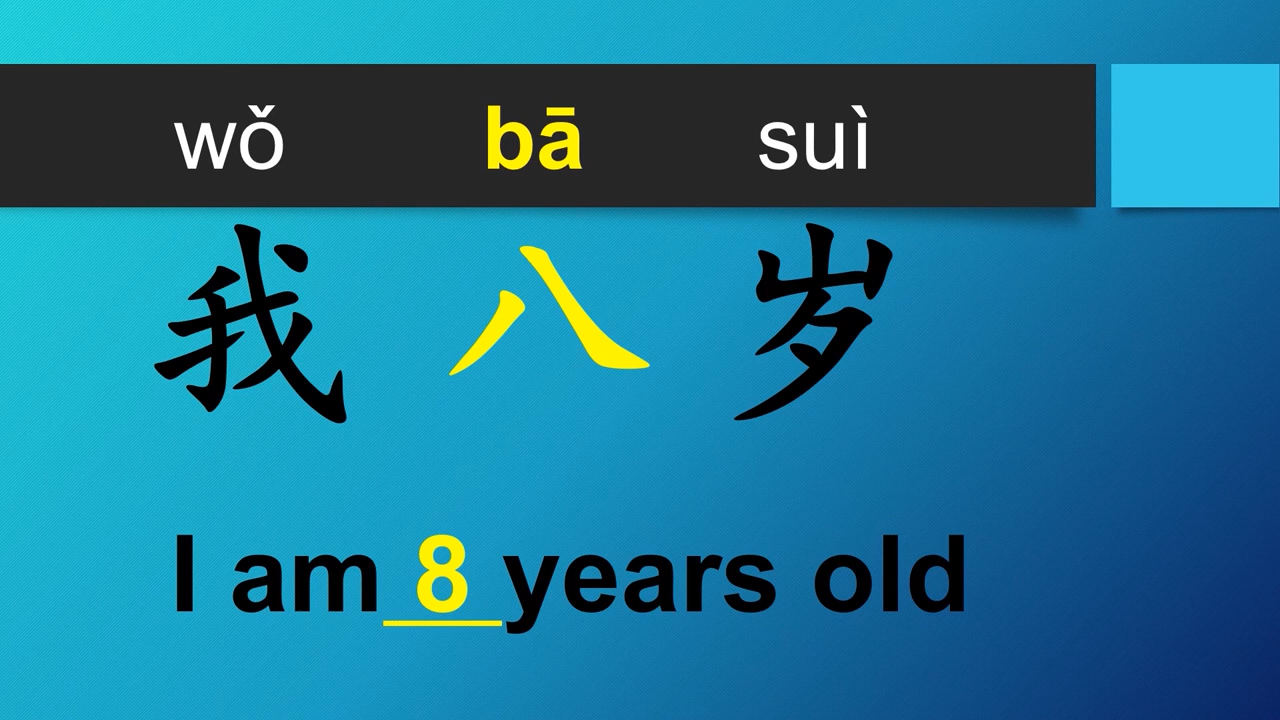 wǒ bā suì
我 八 岁
I am 8 years old